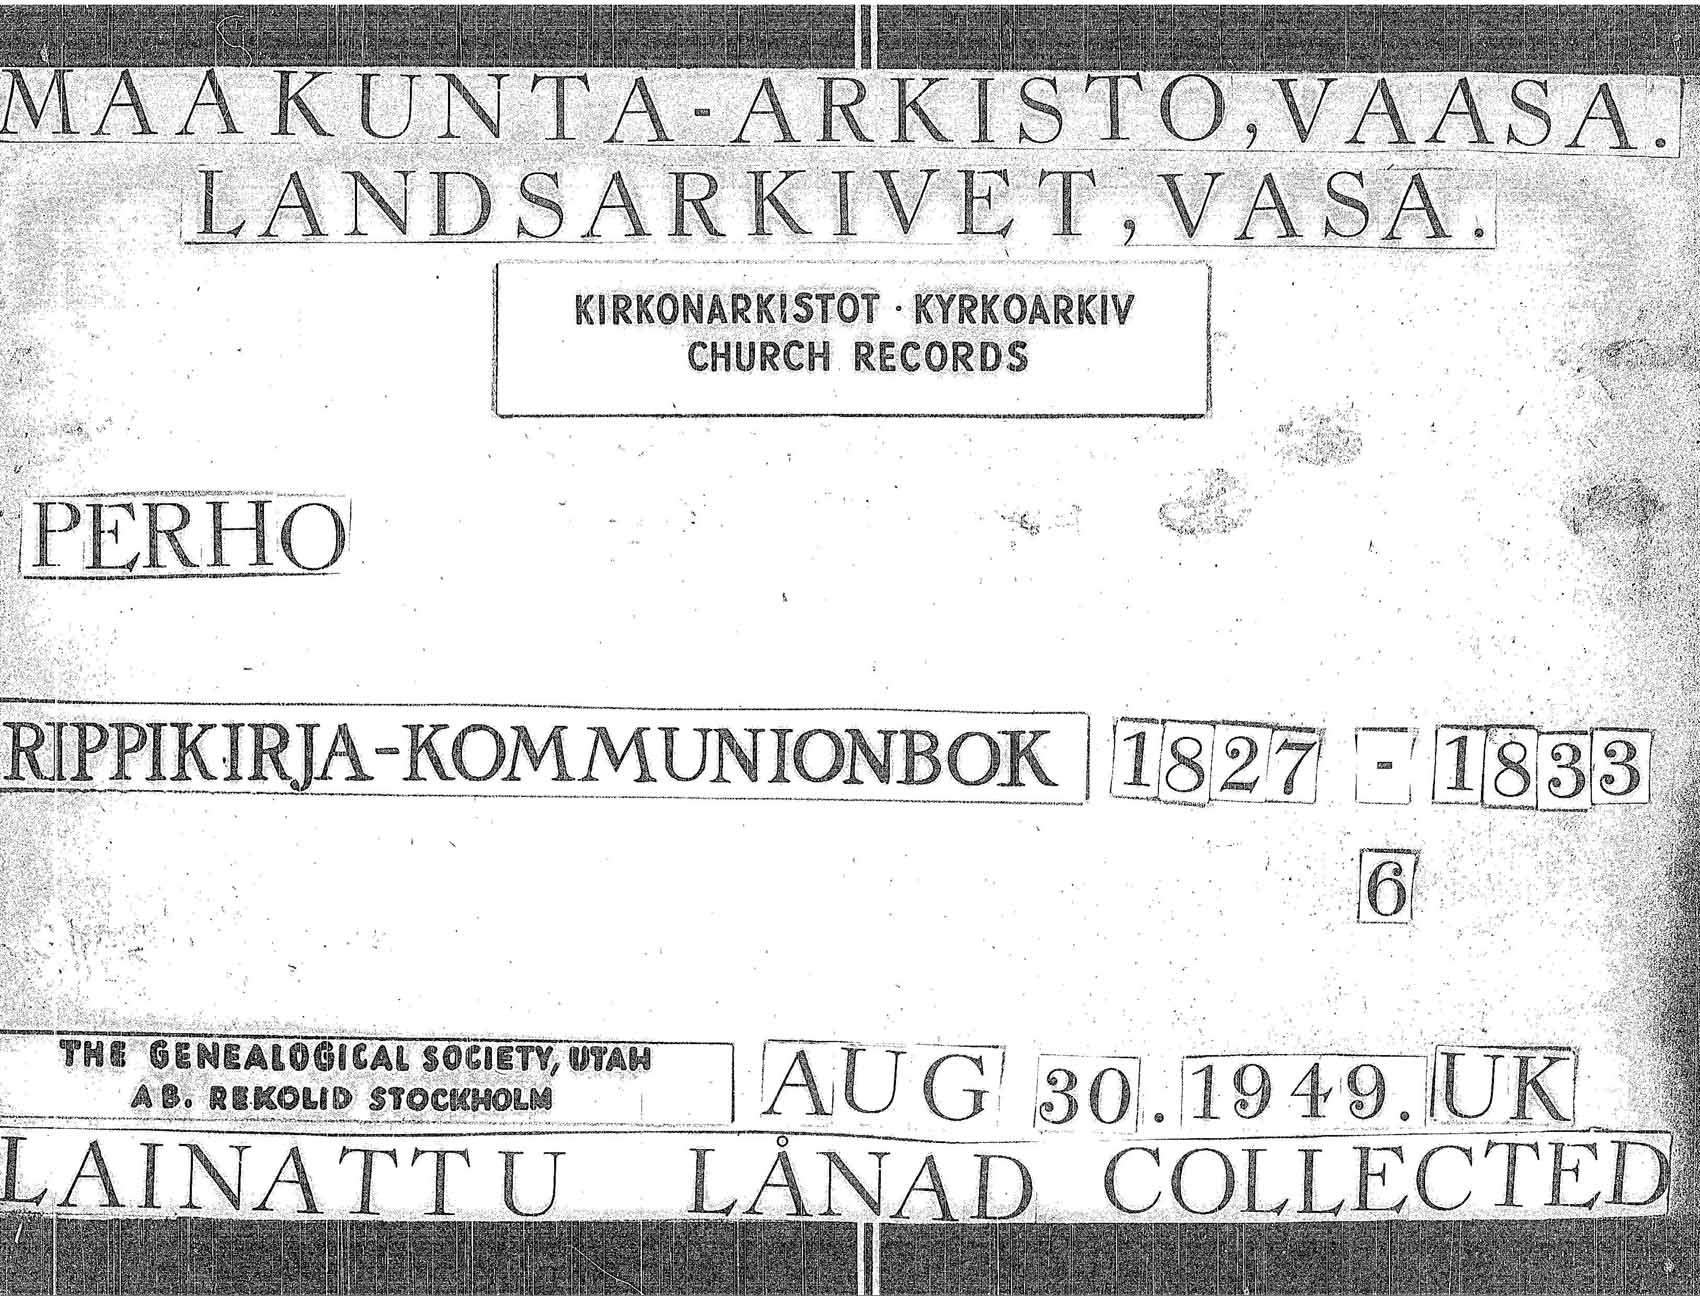 MAAKUNTA-ARKISTO, VAASA.
LANDSARKIVET, VASA.
KIRKONARKISTOT · KYRKOARKIV
CHURCH RECORDS
PERHO
RIPPIKIRJA-KOMMUNIONBOK 1827 - 1833
6
THE GENEALOGICAL SOCIETY, UTAH
AB. REKOLID STOCKHOLM
AUG 30. 1949. UK
LAINATTU LÅNAD COLLECTED